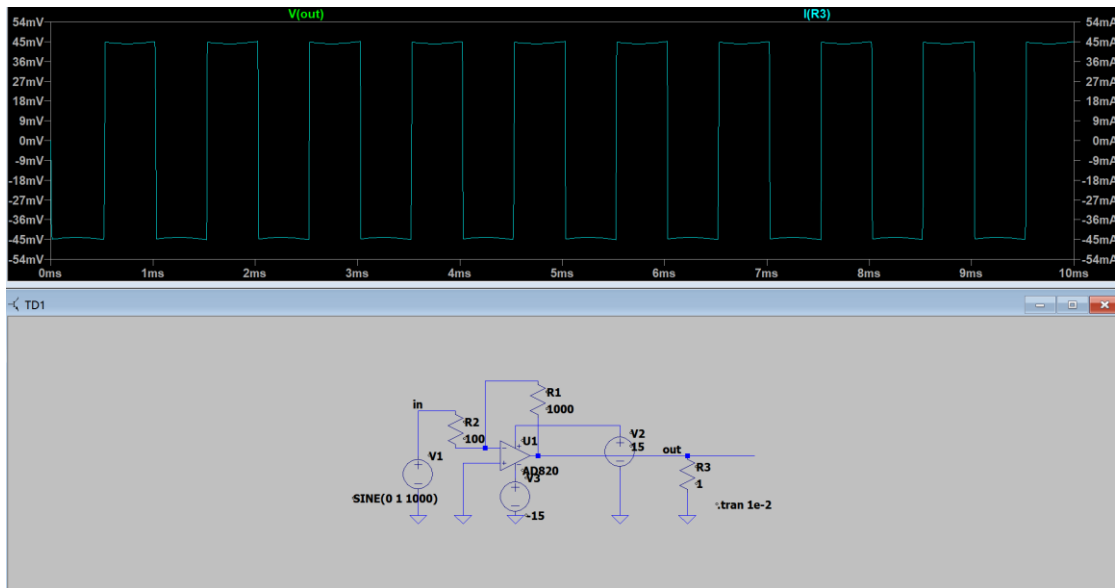 V(out) I(R3)
54mV 54mA
45mV 45mA
36mV 36mA
27mV 27mA
18mV 18mA
9mV 9mA
0mV 0mA
-9mV -9mA
-18mV -18mA
-27mV -27mA
-36mV -36mA
-45mV -45mA
-54mV -54mA
0ms 1ms 2ms 3ms 4ms 5ms 6ms 7ms 8ms 9ms 10ms
TD1
R1
1000
in
R2
100
U1
V2
15
out
V1
AD820
V3
R3
1
SINE(0 1 1000)
-15
.tran 1e-2